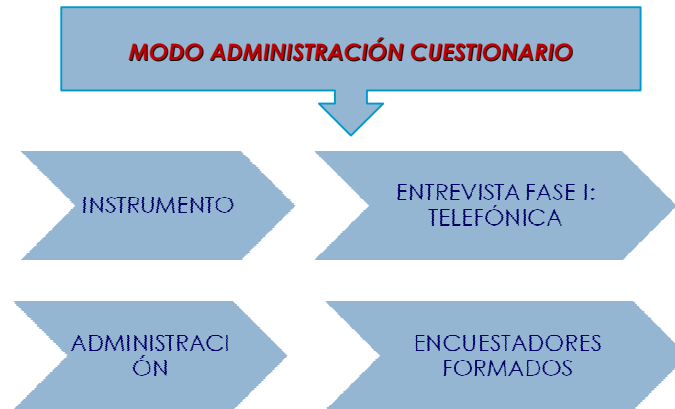 MODO ADMINISTRACIÓN CUESTIONARIO
INSTRUMENTO
ENTREVISTA FASE I:
TELEFÓNICA
ADMINISTRACI
ÓN
ENCUESTADORES
FORMADOS